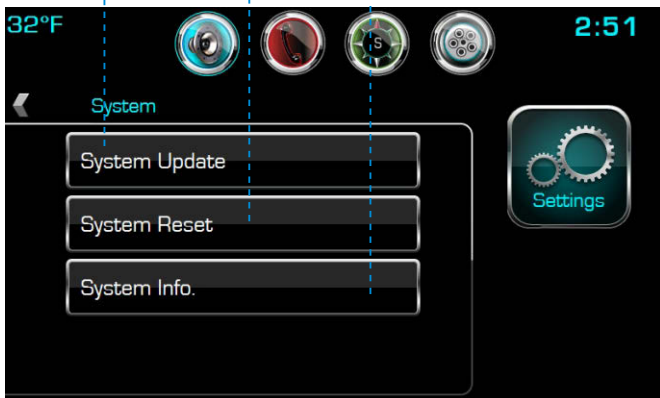 32°F
2:51
S
System
System Update
System Reset
System Info.
Settings